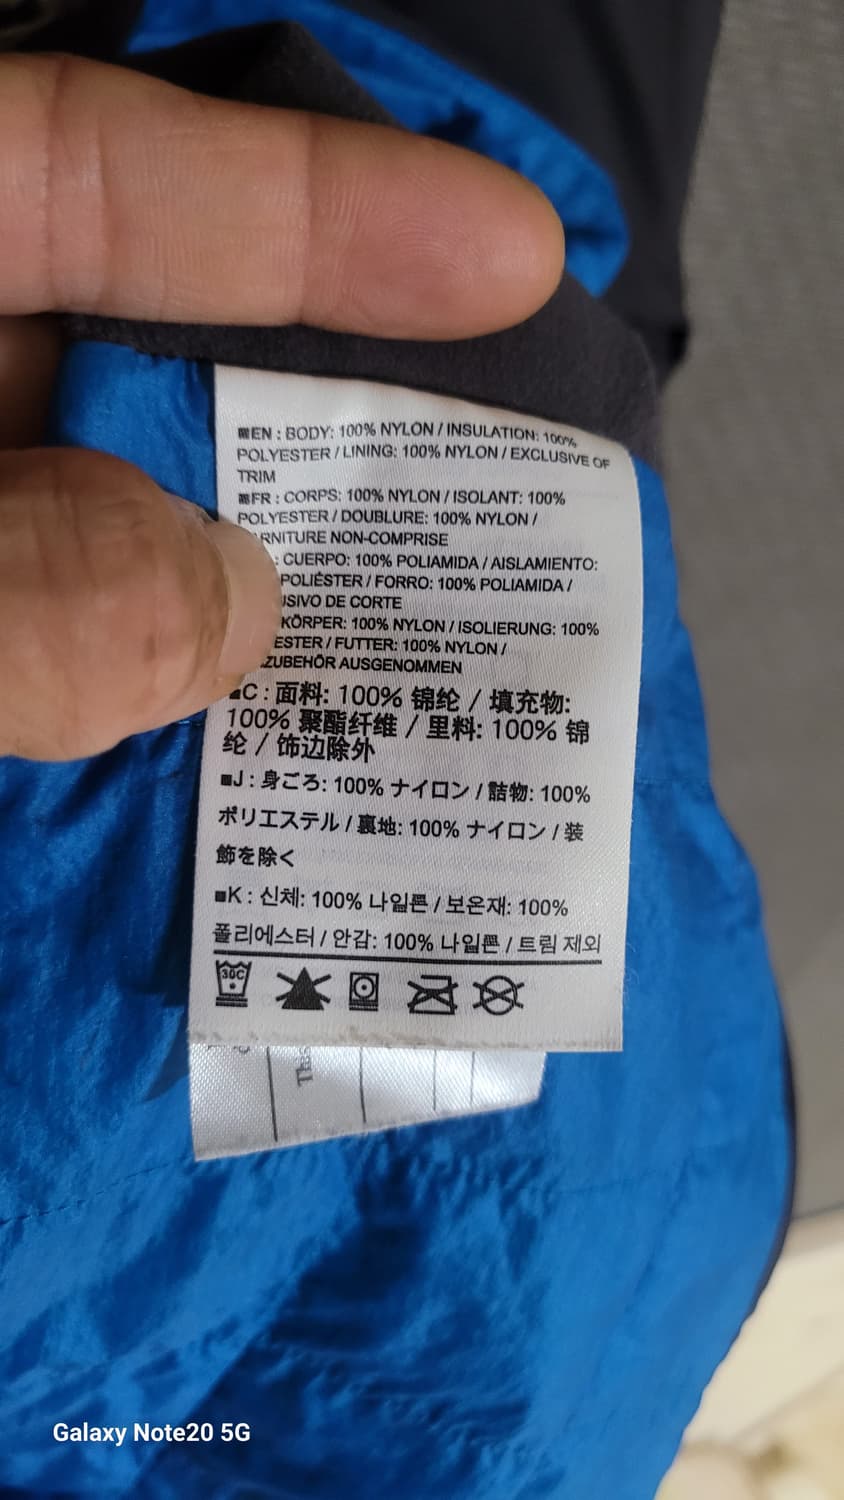 EN : BODY: 100% NYLON / INSULATION: 100%
POLYESTER / LINING: 100% NYLON / EXCLUSIVE OF
TRIM
FR : CORPS: 100% NYLON / ISOLANT: 100%
POLYESTER / DOUBLURE: 100% NYLON /
RNITURE NON-COMPRISE
: CUERPO: 100% POLIAMIDA / AISLAMIENTO:
POLIÉSTER / FORRO: 100% POLIAMIDA /
SIVO DE CORTE
KÖRPER: 100% NYLON / ISOLIERUNG: 100%
ESTER / FUTTER: 100% NYLON /
ZUBEHÖR AUSGENOMMEN
■C : 面料: 100% 锦纶 / 填充物:
100% 聚酯纤维 / 里料: 100% 锦
纶 / 饰边除外
■J : 身ごろ: 100% ナイロン / 詰物: 100%
ポリエステル / 裏地: 100% ナイロン / 装
飾を除く
■K : 신체: 100% 나일론 / 보온재: 100%
폴리에스터 / 안감: 100% 나일론 / 트림 제외
30C
Galaxy Note20 5G